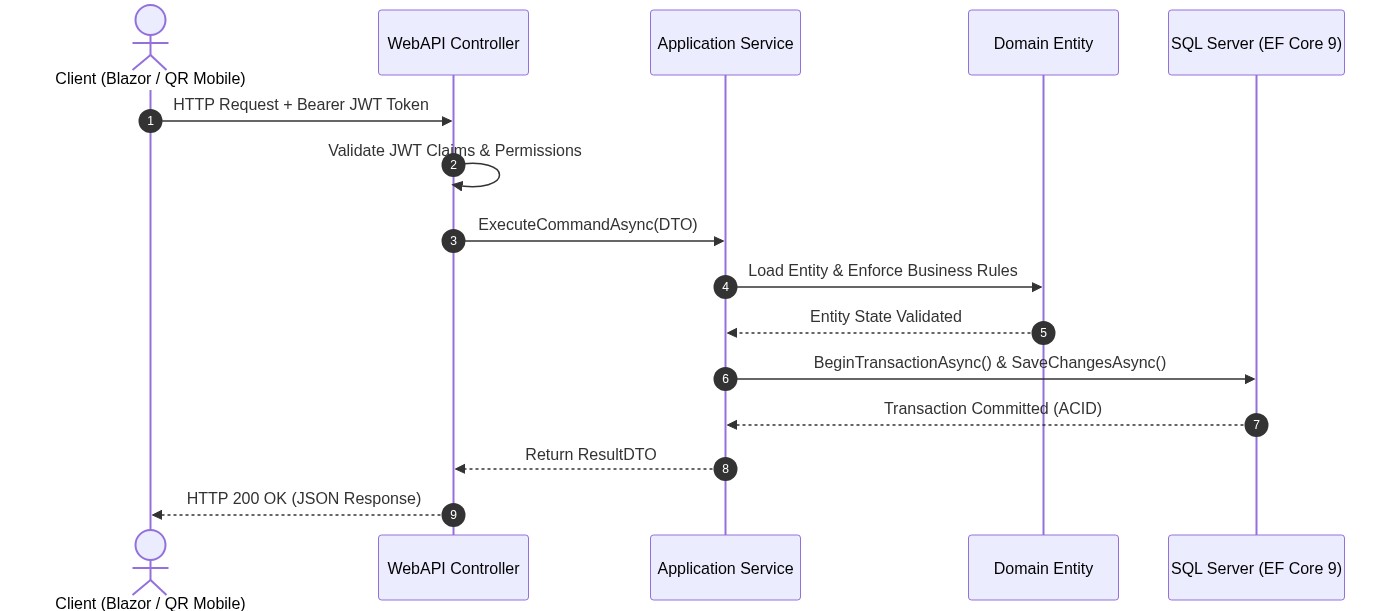 WebAPI Controller
Application Service
Domain Entity
SQL Server (EF Core 9)
Client (Blazor / QR Mobile)
HTTP Request + Bearer JWT Token
1
Validate JWT Claims & Permissions
2
ExecuteCommandAsync(DTO)
3
Load Entity & Enforce Business Rules
4
Entity State Validated
5
BeginTransactionAsync() & SaveChangesAsync()
6
Transaction Committed (ACID)
7
Return ResultDTO
8
HTTP 200 OK (JSON Response)
9
WebAPI Controller
Application Service
Domain Entity
SQL Server (EF Core 9)
Client (Blazor / QR Mobile)